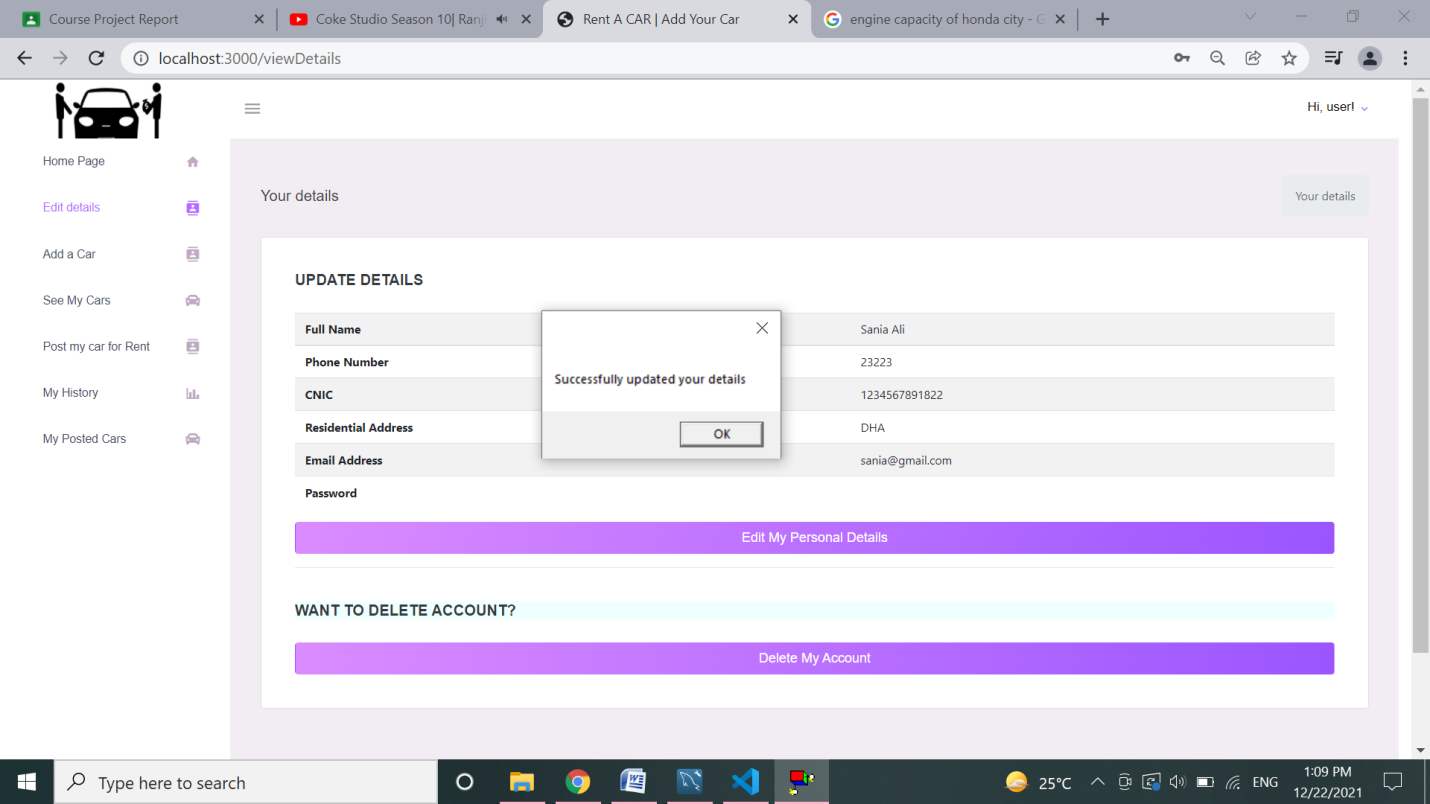 Course Project Report
Coke Studio Season 10| Ranji
Rent A CAR | Add Your Car
engine capacity of honda city - G
localhost:3000/viewDetails
Hi, user!
Home Page
Edit details
Add a Car
See My Cars
Post my car for Rent
My History
My Posted Cars
Your details
Your details
UPDATE DETAILS
Full Name Sania Ali
Phone Number 23223
CNIC 1234567891822
Residential Address DHA
Email Address sania@gmail.com
Password
Successfully updated your details
OK
Edit My Personal Details
WANT TO DELETE ACCOUNT?
Delete My Account
Type here to search
25°C
ENG
1:09 PM
12/22/2021